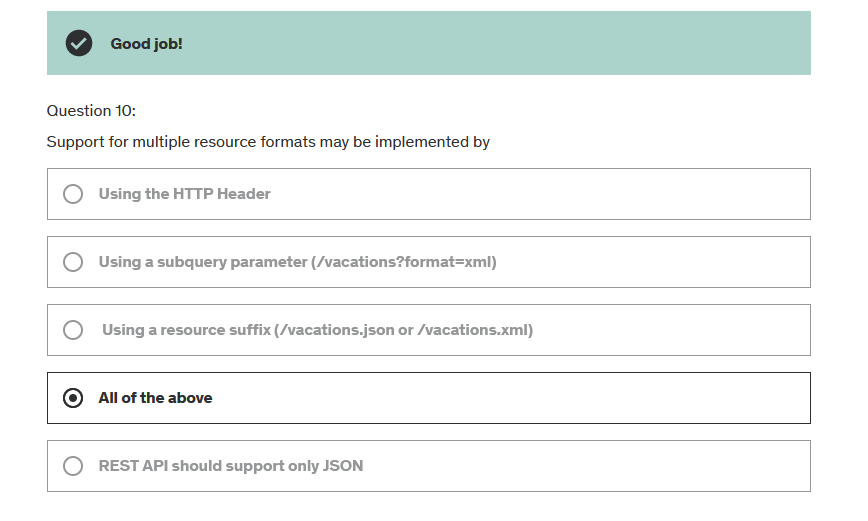 Good job!
Question 10:
Support for multiple resource formats may be implemented by
Using the HTTP Header
Using a subquery parameter (/vacations?format=xml)
Using a resource suffix (/vacations.json or /vacations.xml)
All of the above
REST API should support only JSON